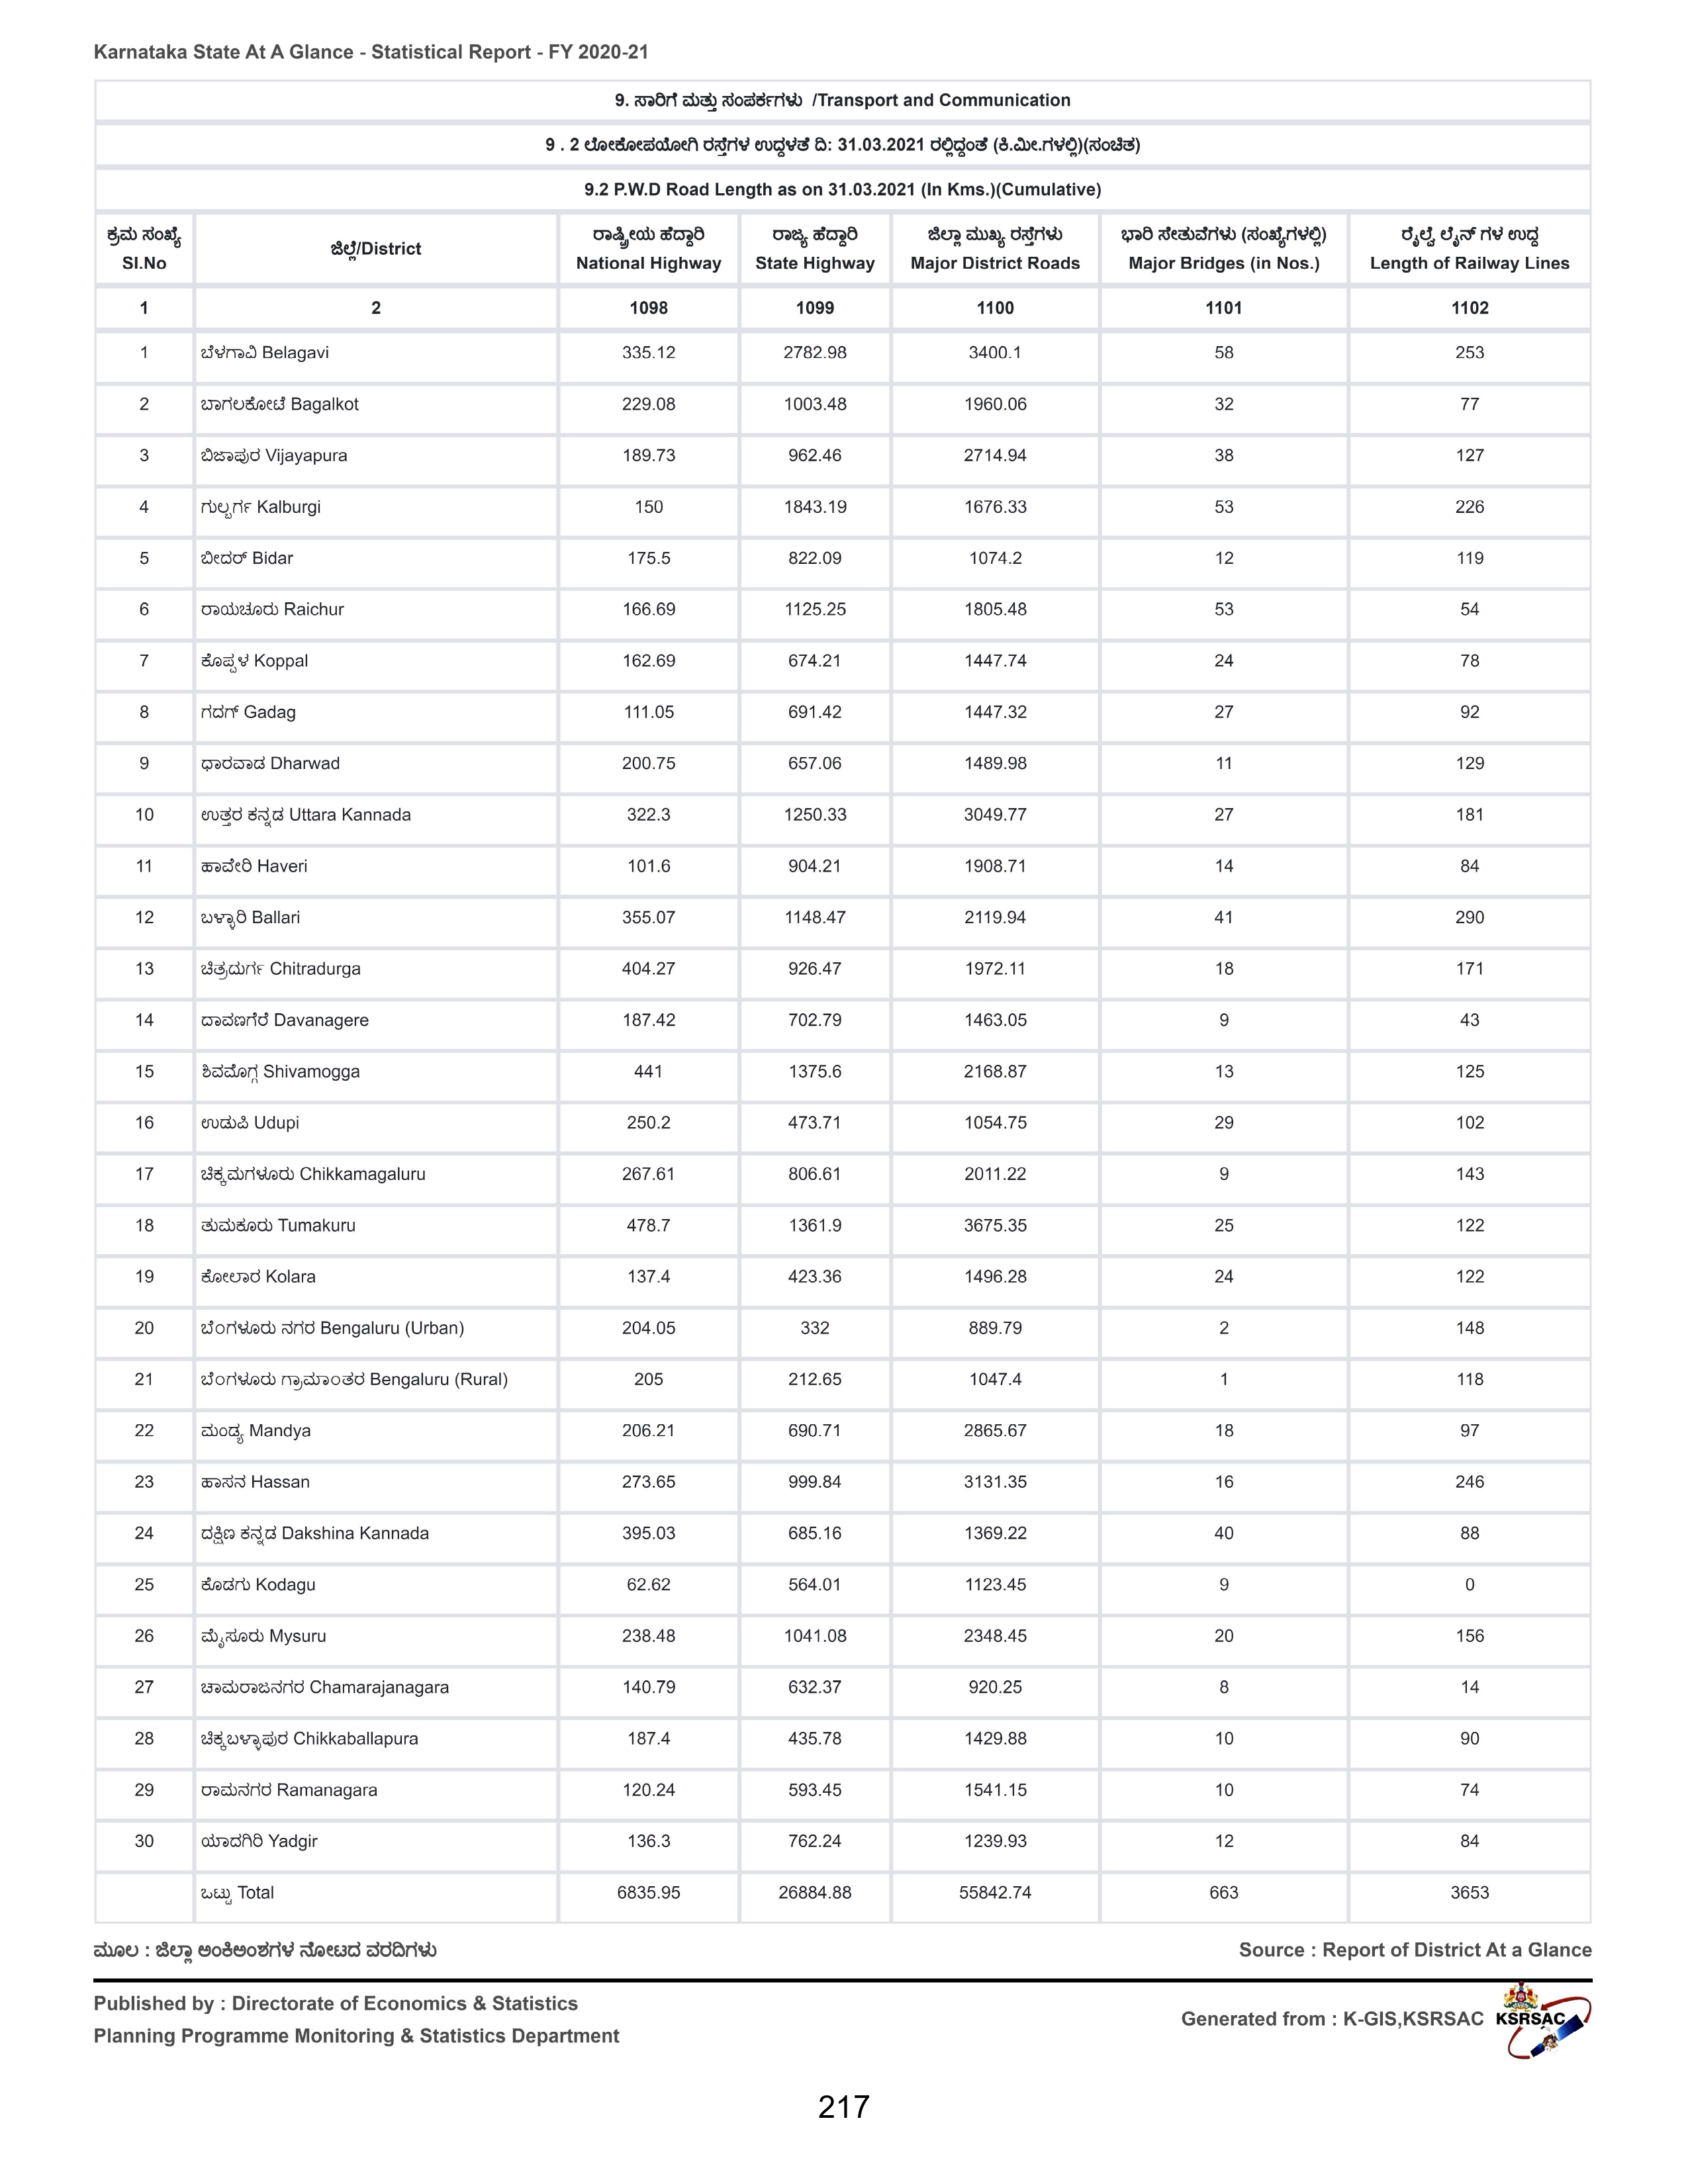 Karnataka State At A Glance - Statistical Report - FY 2020-21
9. ಸಾರಿಗೆ ಮತ್ತು ಸಂಪರ್ಕಗಳು /Transport and Communication
9 . 2 ಲೋಕೋಪಯೋಗಿ ರಸ್ತೆಗಳ ಉದ್ದಳತೆ ದಿ: 31.03.2021 ರಲ್ಲಿದ್ದಂತೆ (ಕಿ.ಮೀ.ಗಳಲ್ಲಿ)(ಸಂಚಿತ)
9.2 P.W.D Road Length as on 31.03.2021 (In Kms.)(Cumulative)
ಕ್ರಮ ಸಂಖ್ಯೆ ಜಿಲ್ಲೆ/District ರಾಷ್ಟ್ರೀಯ ಹೆದ್ದಾರಿ ರಾಜ್ಯ ಹೆದ್ದಾರಿ ಜಿಲ್ಲಾ ಮುಖ್ಯ ರಸ್ತೆಗಳು ಭಾರಿ ಸೇತುವೆಗಳು (ಸಂಖ್ಯೆಗಳಲ್ಲಿ) ರೈಲ್ವೆ ಲೈನ್ ಗಳ ಉದ್ದ
Sl.No National Highway State Highway Major District Roads Major Bridges (in Nos.) Length of Railway Lines
1 2 1098 1099 1100 1101 1102
1 ಬೆಳಗಾವಿ Belagavi 335.12 2782.98 3400.1 58 253
2 ಬಾಗಲಕೋಟೆ Bagalkot 229.08 1003.48 1960.06 32 77
3 ಬಿಜಾಪುರ Vijayapura 189.73 962.46 2714.94 38 127
4 ಗುಲ್ಬರ್ಗ Kalburgi 150 1843.19 1676.33 53 226
5 ಬೀದರ್ Bidar 175.5 822.09 1074.2 12 119
6 ರಾಯಚೂರು Raichur 166.69 1125.25 1805.48 53 54
7 ಕೊಪ್ಪಳ Koppal 162.69 674.21 1447.74 24 78
8 ಗದಗ್ Gadag 111.05 691.42 1447.32 27 92
9 ಧಾರವಾಡ Dharwad 200.75 657.06 1489.98 11 129
10 ಉತ್ತರ ಕನ್ನಡ Uttara Kannada 322.3 1250.33 3049.77 27 181
11 ಹಾವೇರಿ Haveri 101.6 904.21 1908.71 14 84
12 ಬಳ್ಳಾರಿ Ballari 355.07 1148.47 2119.94 41 290
13 ಚಿತ್ರದುರ್ಗ Chitradurga 404.27 926.47 1972.11 18 171
14 ದಾವಣಗೆರೆ Davanagere 187.42 702.79 1463.05 9 43
15 ಶಿವಮೊಗ್ಗ Shivamogga 441 1375.6 2168.87 13 125
16 ಉಡುಪಿ Udupi 250.2 473.71 1054.75 29 102
17 ಚಿಕ್ಕಮಗಳೂರು Chikkamagaluru 267.61 806.61 2011.22 9 143
18 ತುಮಕೂರು Tumakuru 478.7 1361.9 3675.35 25 122
19 ಕೋಲಾರ Kolara 137.4 423.36 1496.28 24 122
20 ಬೆಂಗಳೂರು ನಗರ Bengaluru (Urban) 204.05 332 889.79 2 148
21 ಬೆಂಗಳೂರು ಗ್ರಾಮಾಂತರ Bengaluru (Rural) 205 212.65 1047.4 1 118
22 ಮಂಡ್ಯ Mandya 206.21 690.71 2865.67 18 97
23 ಹಾಸನ Hassan 273.65 999.84 3131.35 16 246
24 ದಕ್ಷಿಣ ಕನ್ನಡ Dakshina Kannada 395.03 685.16 1369.22 40 88
25 ಕೊಡಗು Kodagu 62.62 564.01 1123.45 9 0
26 ಮೈಸೂರು Mysuru 238.48 1041.08 2348.45 20 156
27 ಚಾಮರಾಜನಗರ Chamarajanagara 140.79 632.37 920.25 8 14
28 ಚಿಕ್ಕಬಳ್ಳಾಪುರ Chikkaballapura 187.4 435.78 1429.88 10 90
29 ರಾಮನಗರ Ramanagara 120.24 593.45 1541.15 10 74
30 ಯಾದಗಿರಿ Yadgir 136.3 762.24 1239.93 12 84
ಒಟ್ಟು Total 6835.95 26884.88 55842.74 663 3653
ಮೂಲ : ಜಿಲ್ಲಾ ಅಂಕಿಅಂಶಗಳ ನೋಟದ ವರದಿಗಳು Source : Report of District At a Glance
Published by : Directorate of Economics & Statistics
Planning Programme Monitoring & Statistics Department
Generated from : K-GIS,KSRSAC KSRSAC
217